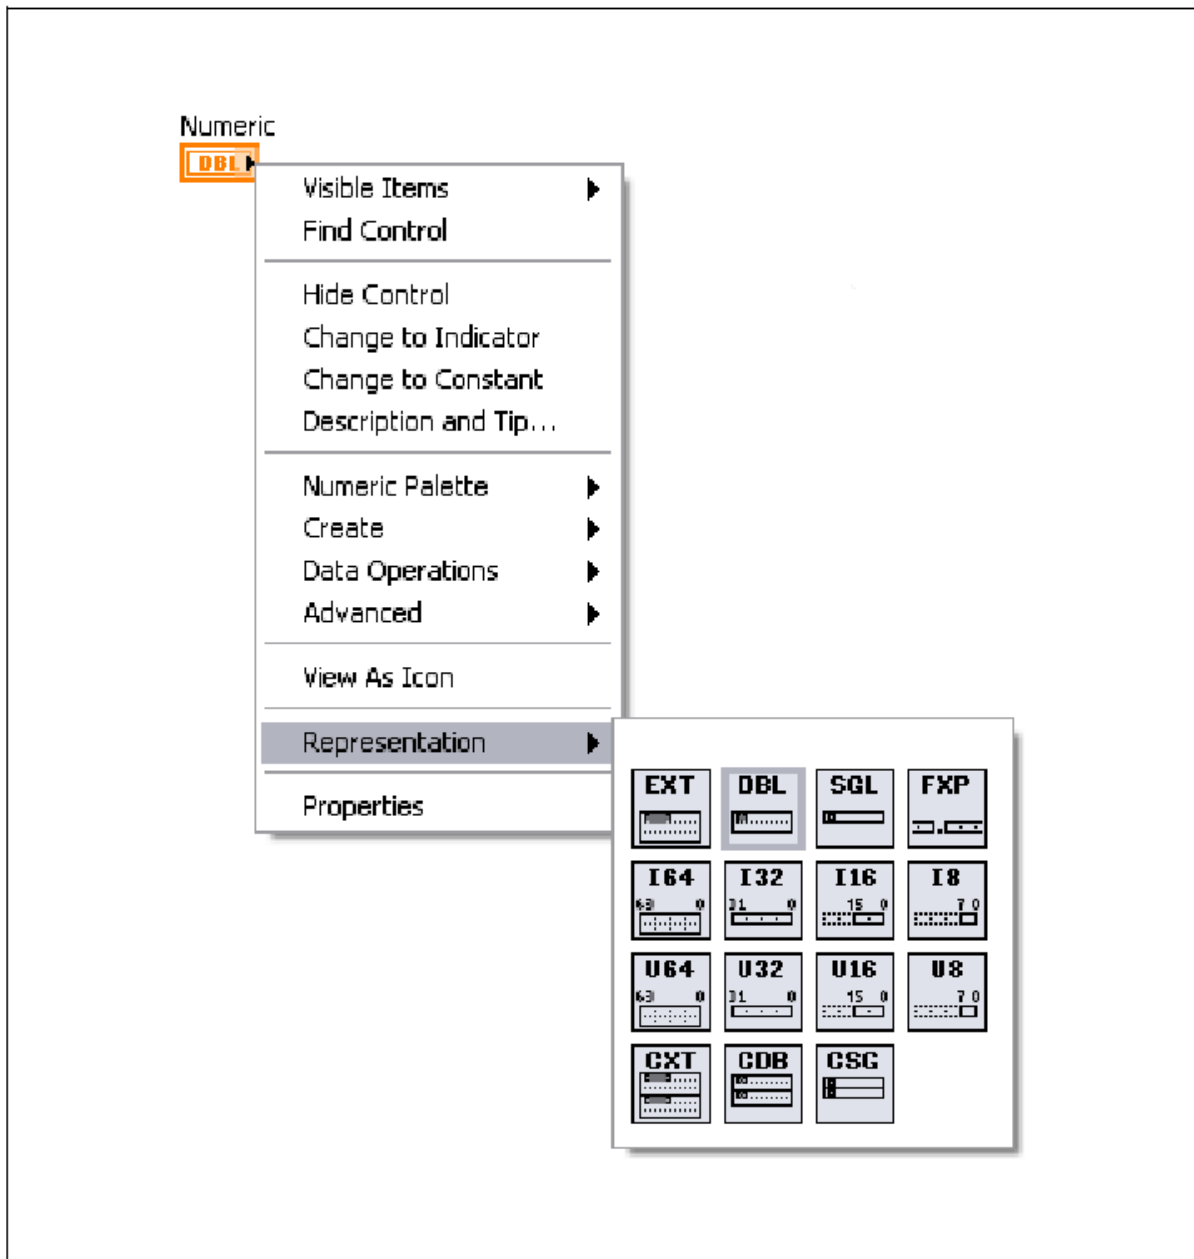 Numeric
DBL
Visible Items
Find Control
Hide Control
Change to Indicator
Change to Constant
Description and Tip...
Numeric Palette
Create
Data Operations
Advanced
View As Icon
Representation
Properties
EXT DBL SGL FXP
I64 I32 I16 I8
63 0 31 0 15 0 7 0
U64 U32 U16 U8
63 0 31 0 15 0 7 0
CXT CDB CSG